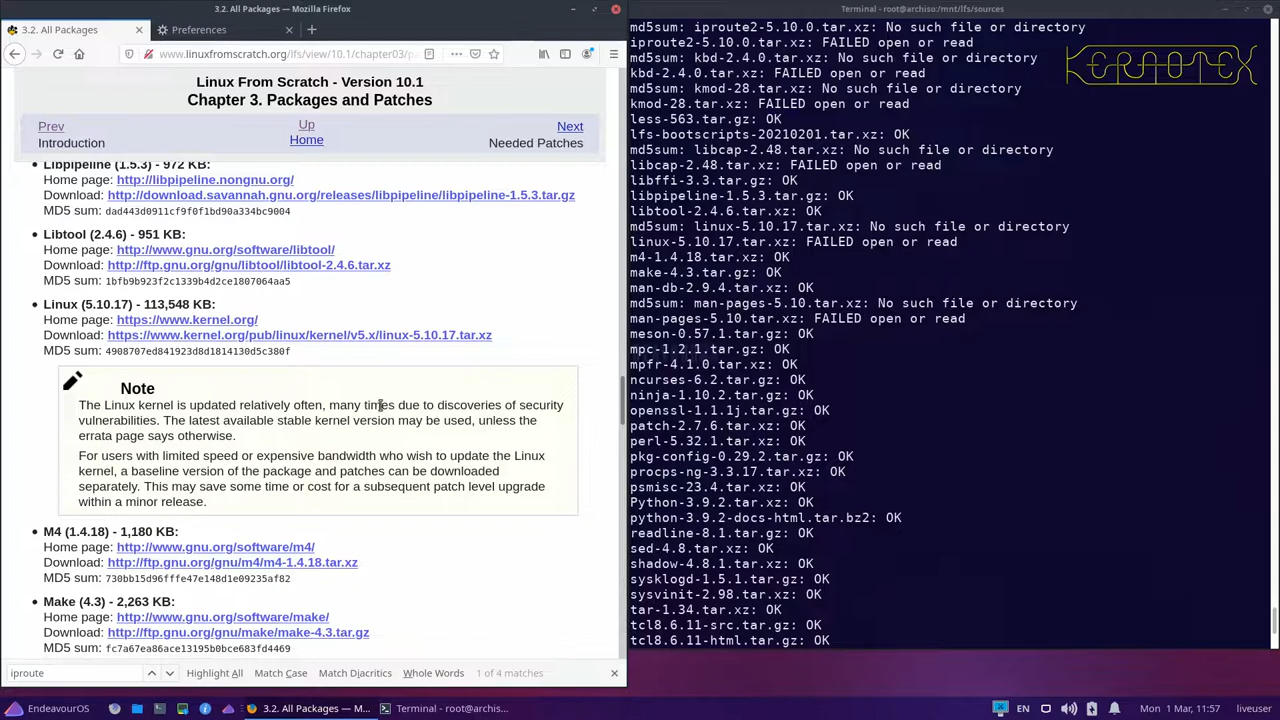 3.2. All Packages — Mozilla Firefox
3.2. All Packages
Preferences
www.linuxfromscratch.org/lfs/view/10.1/chapter03/p
Linux From Scratch - Version 10.1
Chapter 3. Packages and Patches
Prev
Up
Next
Introduction
Home
Needed Patches
Libpipeline (1.5.3) - 972 KB:
Home page: http://libpipeline.nongnu.org/
Download: http://download.savannah.gnu.org/releases/libpipeline/libpipeline-1.5.3.tar.gz
MD5 sum: dad443d0911cf9f0f1bd90a334bc9004
Libtool (2.4.6) - 951 KB:
Home page: http://www.gnu.org/software/libtool/
Download: http://ftp.gnu.org/gnu/libtool/libtool-2.4.6.tar.xz
MD5 sum: 1bfb9b923f2c1339b4d2ce1807064aa5
Linux (5.10.17) - 113,548 KB:
Home page: https://www.kernel.org/
Download: https://www.kernel.org/pub/linux/kernel/v5.x/linux-5.10.17.tar.xz
MD5 sum: 4908707ed841923d8d1814130d5c380f
Note
The Linux kernel is updated relatively often, many times due to discoveries of security
vulnerabilities. The latest available stable kernel version may be used, unless the
errata page says otherwise.
For users with limited speed or expensive bandwidth who wish to update the Linux
kernel, a baseline version of the package and patches can be downloaded
separately. This may save some time or cost for a subsequent patch level upgrade
within a minor release.
M4 (1.4.18) - 1,180 KB:
Home page: http://www.gnu.org/software/m4/
Download: http://ftp.gnu.org/gnu/m4/m4-1.4.18.tar.xz
MD5 sum: 730bb15d96fffe47e148d1e09235af82
Make (4.3) - 2,263 KB:
Home page: http://www.gnu.org/software/make/
Download: http://ftp.gnu.org/gnu/make/make-4.3.tar.gz
MD5 sum: fc7a67ea86ace13195b0bce683fd4469
iproute
Highlight All
Match Case
Match Diacritics
Whole Words
1 of 4 matches
Terminal - root@archiso:/mnt/lfs/sources
md5sum: iproute2-5.10.0.tar.xz: No such file or directory
iproute2-5.10.0.tar.xz: FAILED open or read
md5sum: kbd-2.4.0.tar.xz: No such file or directory
kbd-2.4.0.tar.xz: FAILED open or read
md5sum: kmod-28.tar.xz: No such file or directory
kmod-28.tar.xz: FAILED open or read
less-563.tar.gz: OK
lfs-bootscripts-20210201.tar.xz: OK
md5sum: libcap-2.48.tar.xz: No such file or directory
libcap-2.48.tar.xz: FAILED open or read
libffi-3.3.tar.gz: OK
libpipeline-1.5.3.tar.gz: OK
libtool-2.4.6.tar.xz: OK
md5sum: linux-5.10.17.tar.xz: No such file or directory
linux-5.10.17.tar.xz: FAILED open or read
m4-1.4.18.tar.xz: OK
make-4.3.tar.gz: OK
man-db-2.9.4.tar.xz: OK
md5sum: man-pages-5.10.tar.xz: No such file or directory
man-pages-5.10.tar.xz: FAILED open or read
meson-0.57.1.tar.gz: OK
mpc-1.2.1.tar.gz: OK
mpfr-4.1.0.tar.xz: OK
ncurses-6.2.tar.gz: OK
ninja-1.10.2.tar.gz: OK
openssl-1.1.1j.tar.gz: OK
patch-2.7.6.tar.xz: OK
perl-5.32.1.tar.xz: OK
pkg-config-0.29.2.tar.gz: OK
procps-ng-3.3.17.tar.xz: OK
psmisc-23.4.tar.xz: OK
Python-3.9.2.tar.xz: OK
python-3.9.2-docs-html.tar.bz2: OK
readline-8.1.tar.gz: OK
sed-4.8.tar.xz: OK
shadow-4.8.1.tar.xz: OK
sysklogd-1.5.1.tar.gz: OK
sysvinit-2.98.tar.xz: OK
tar-1.34.tar.xz: OK
tcl8.6.11-src.tar.gz: OK
tcl8.6.11-html.tar.gz: OK
EndeavourOS
3.2. All Packages — M...
Terminal - root@archis...
EN
Mon 1 Mar, 11:57
liveuser